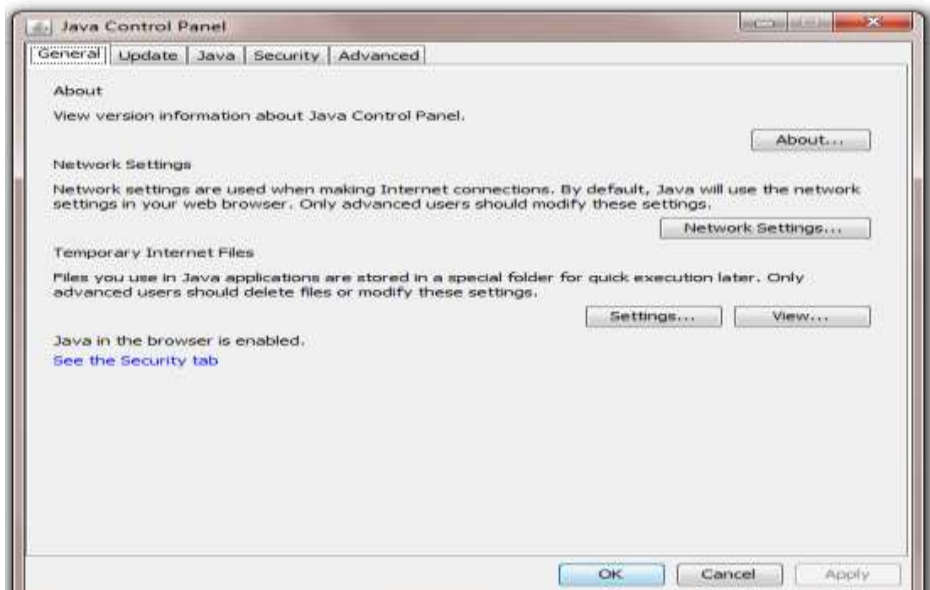 Java Control Panel
General Update Java Security Advanced
About
View version information about Java Control Panel.
About...
Network Settings
Network settings are used when making Internet connections. By default, Java will use the network
settings in your web browser. Only advanced users should modify these settings.
Network Settings...
Temporary Internet Files
Files you use in Java applications are stored in a special folder for quick execution later. Only
advanced users should delete files or modify these settings.
Settings... View...
Java in the browser is enabled.
See the Security tab
OK Cancel Apply